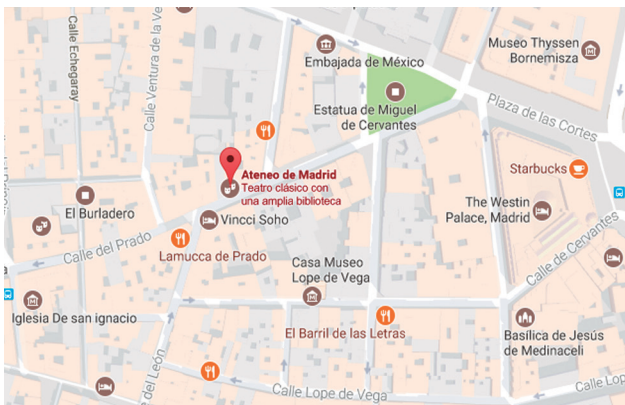 Embajada de México
Museo Thyssen
Bornemisza
Calle Echegaray
Calle Ventura de la Ve
Estatua de Miguel
de Cervantes
Plaza de las Cortes
Ateneo de Madrid
Teatro clásico con
una amplia biblioteca
Starbucks
The Westin
Palace, Madrid
El Burladero
Vincci Soho
Calle del Prado
Lamucca de Prado
Calle de Cervantes
Casa Museo
Lope de Vega
Iglesia De san ignacio
El Barril de las Letras
Basílica de Jesús
de Medinaceli
e del León
Calle Lope de Vega
Calle Lop